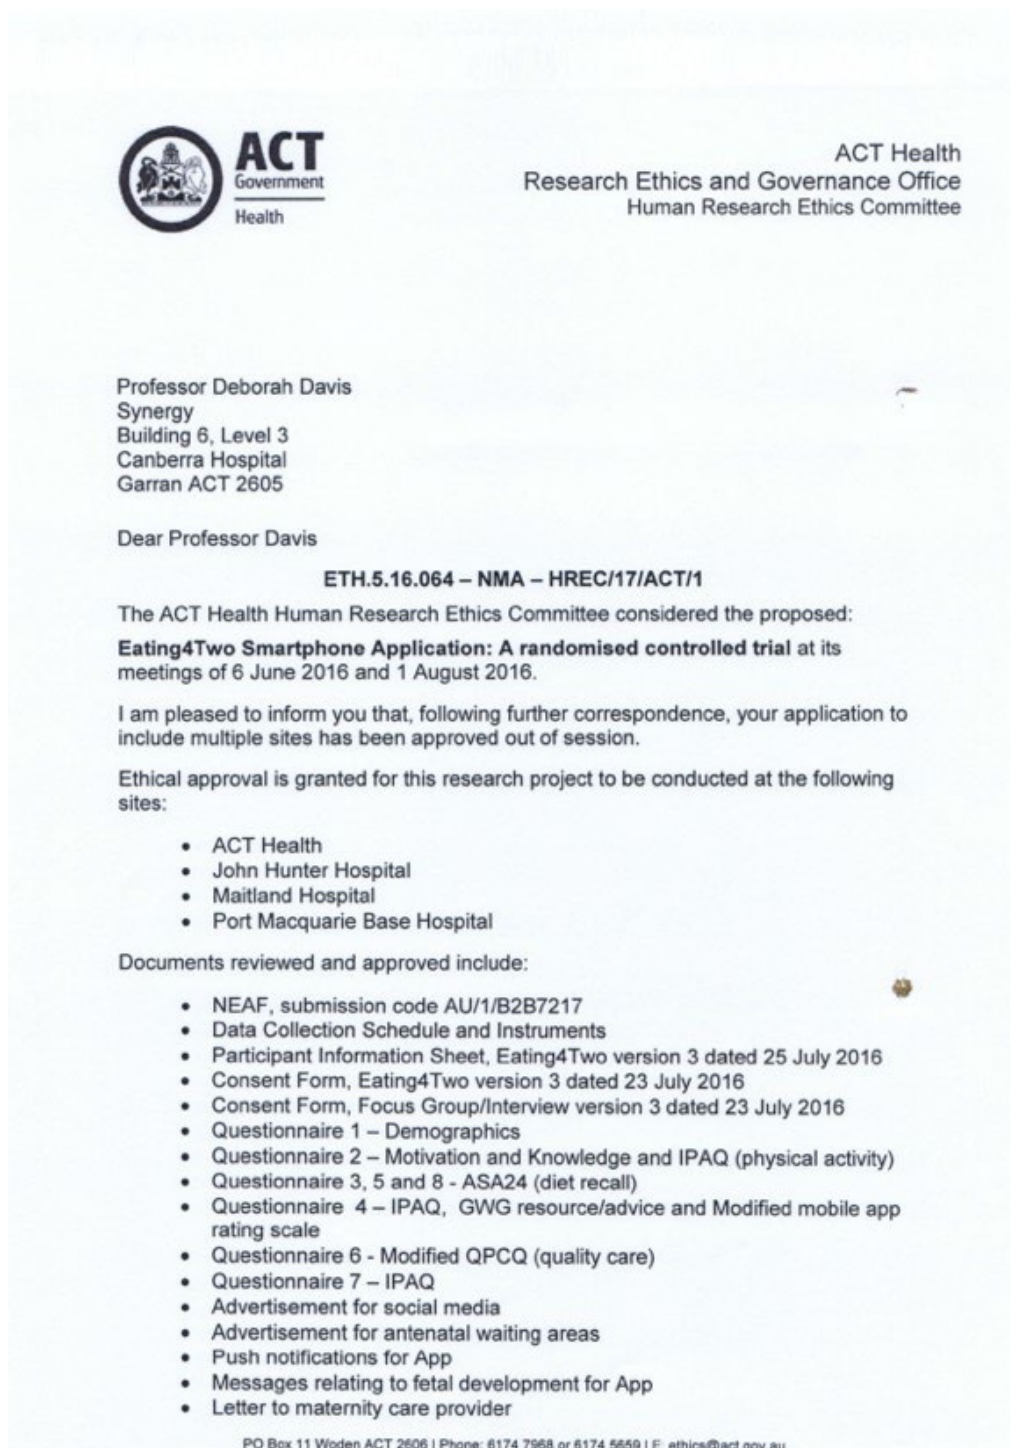 ACT
Government
Health
ACT Health
Research Ethics and Governance Office
Human Research Ethics Committee
Professor Deborah Davis
Synergy
Building 6, Level 3
Canberra Hospital
Garran ACT 2605
Dear Professor Davis
ETH.5.16.064 – NMA – HREC/17/ACT/1
The ACT Health Human Research Ethics Committee considered the proposed:
Eating4Two Smartphone Application: A randomised controlled trial at its
meetings of 6 June 2016 and 1 August 2016.
I am pleased to inform you that, following further correspondence, your application to
include multiple sites has been approved out of session.
Ethical approval is granted for this research project to be conducted at the following
sites:
• ACT Health
• John Hunter Hospital
• Maitland Hospital
• Port Macquarie Base Hospital
Documents reviewed and approved include:
• NEAF, submission code AU/1/B2B7217
• Data Collection Schedule and Instruments
• Participant Information Sheet, Eating4Two version 3 dated 25 July 2016
• Consent Form, Eating4Two version 3 dated 23 July 2016
• Consent Form, Focus Group/Interview version 3 dated 23 July 2016
• Questionnaire 1 – Demographics
• Questionnaire 2 – Motivation and Knowledge and IPAQ (physical activity)
• Questionnaire 3, 5 and 8 - ASA24 (diet recall)
• Questionnaire 4 – IPAQ, GWG resource/advice and Modified mobile app
rating scale
• Questionnaire 6 - Modified QPCQ (quality care)
• Questionnaire 7 – IPAQ
• Advertisement for social media
• Advertisement for antenatal waiting areas
• Push notifications for App
• Messages relating to fetal development for App
• Letter to maternity care provider
PO Box 11 Woden ACT 2606 | Phone: 6174 7968 or 6174 5659 | E: ethics@act.gov.au